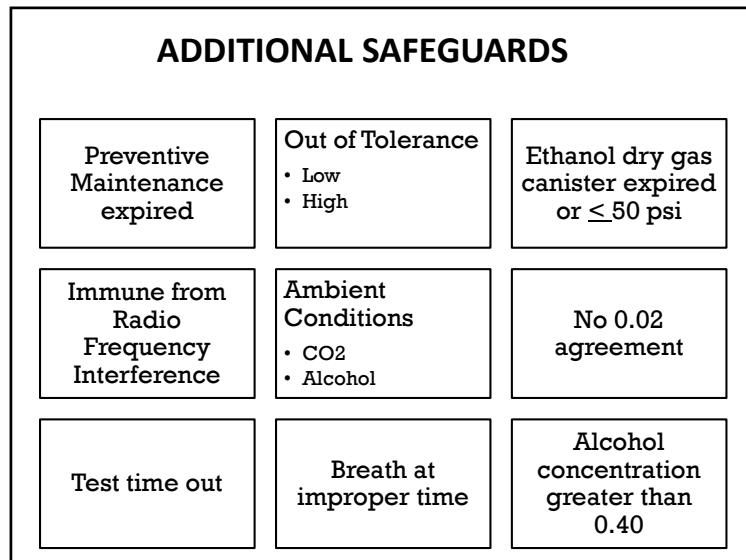 ADDITIONAL SAFEGUARDS
Preventive
Maintenance
expired
Out of Tolerance
• Low
• High
Ethanol dry gas
canister expired
or < 50 psi
Immune from
Radio
Frequency
Interference
Ambient
Conditions
• CO2
• Alcohol
No 0.02
agreement
Test time out
Breath at
improper time
Alcohol
concentration
greater than
0.40